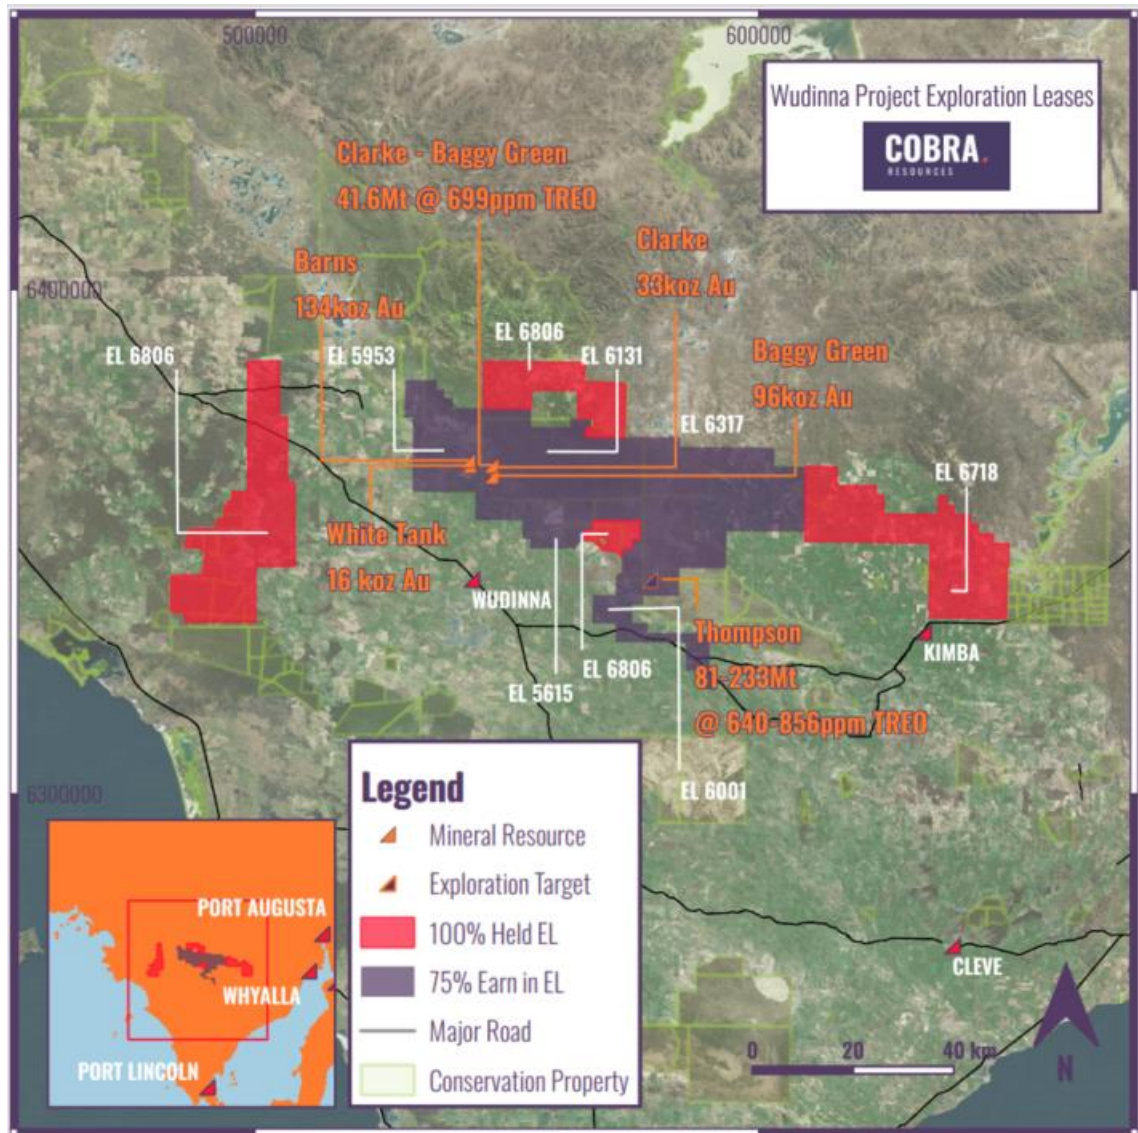 500000
600000
Wudinna Project Exploration Leases
COBRA.
RESOURCES
Clarke - Baggy Green
41.6Mt @ 699ppm TREO
Clarke
33koz Au
Barns
134koz Au
6400000
EL 6806
EL 5953
EL 6806
EL 6131
Baggy Green
96koz Au
EL 6317
EL 6718
White Tank
16 koz Au
WUDINNA
Thompson
81-233Mt
@ 640-856ppm TREO
KIMBA
EL 6806
EL 5615
EL 6001
6300000
Legend
Mineral Resource
Exploration Target
100% Held EL
75% Earn in EL
Major Road
Conservation Property
PORT AUGUSTA
WHYALLA
PORT LINCOLN
CLEVE
0 20 40 km
N